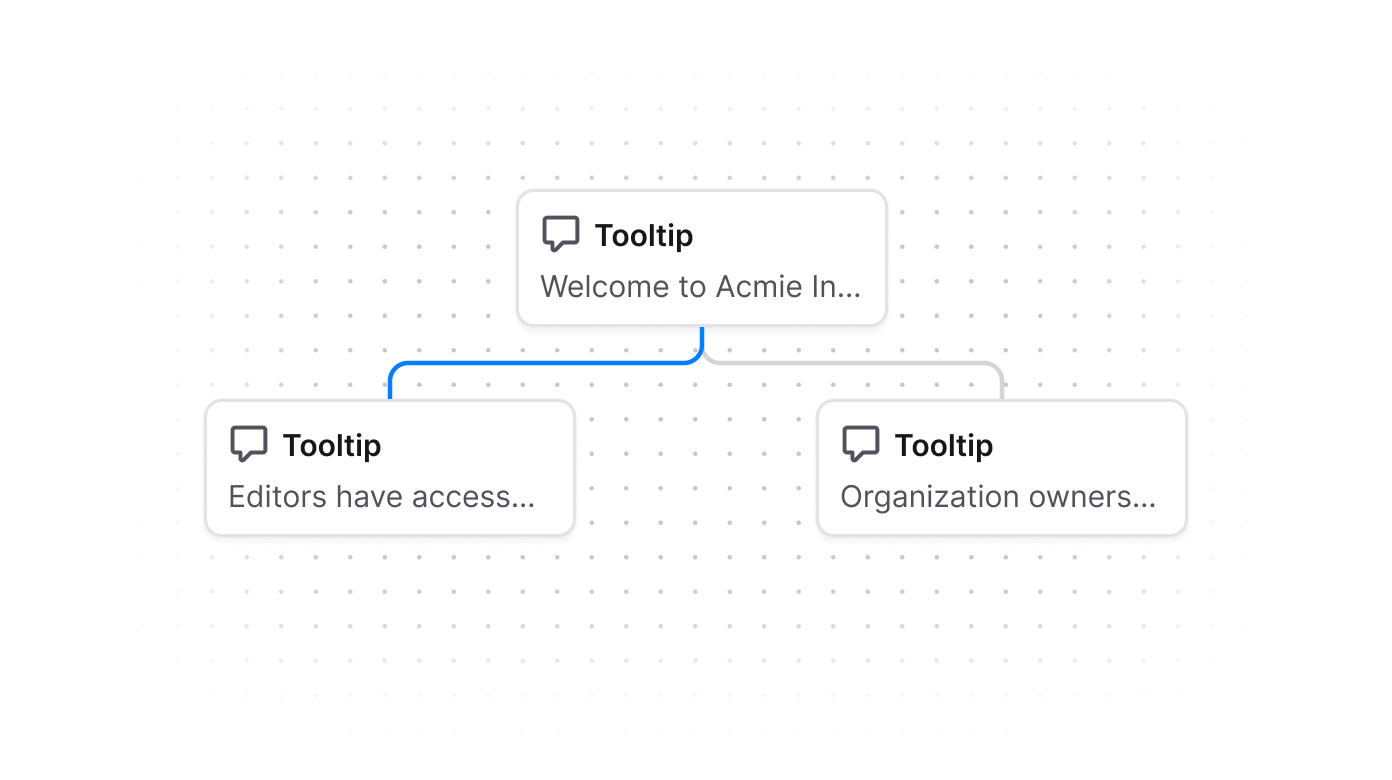 Tooltip
Welcome to Acmie In...
Tooltip
Editors have access...
Tooltip
Organization owners...